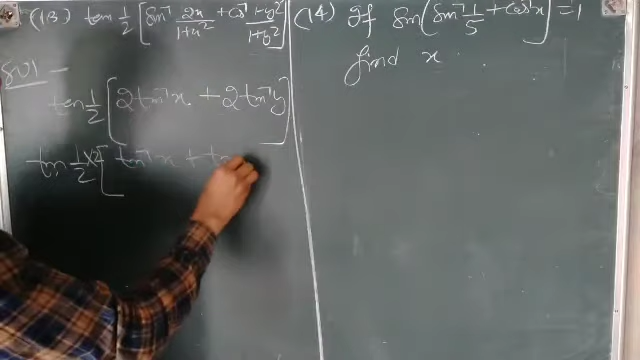 (13) tan 1/2 [sin⁻¹ 2x/1+x² + cos⁻¹ 1-y²/1+y²]
Sol -
tan 1/2 [2tan⁻¹x + 2tan⁻¹y]
tan 1/2 x2 [tan⁻¹x + tan
(14) If sin(sin⁻¹ 1/5 + cos⁻¹x) = 1
find x